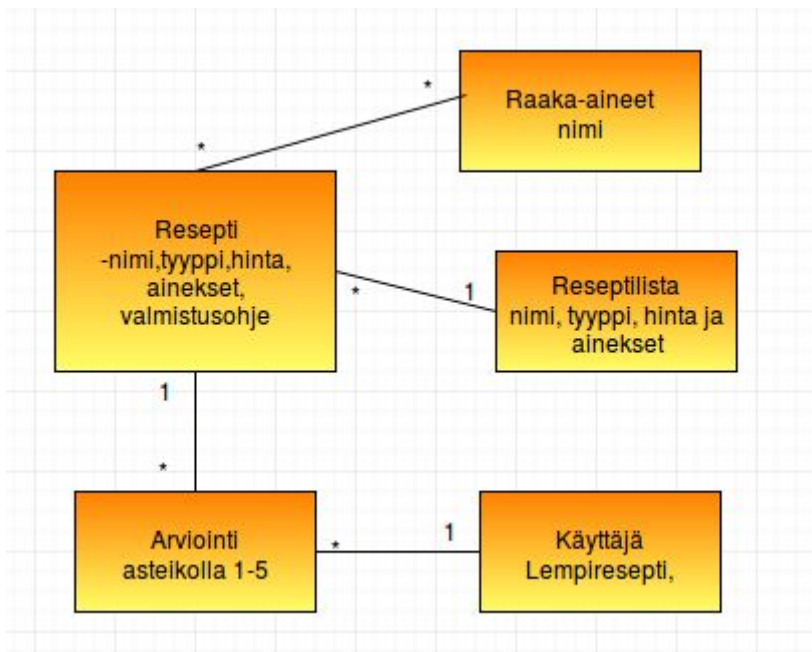 *
Raaka-aineet
nimi
*
Resepti
-nimi,tyyppi,hinta,
ainekset,
valmistusohje
*
1
Reseptilista
nimi, tyyppi, hinta ja
ainekset
1
*
Arviointi
asteikolla 1-5
*
1
Käyttäjä
Lempiresepti,